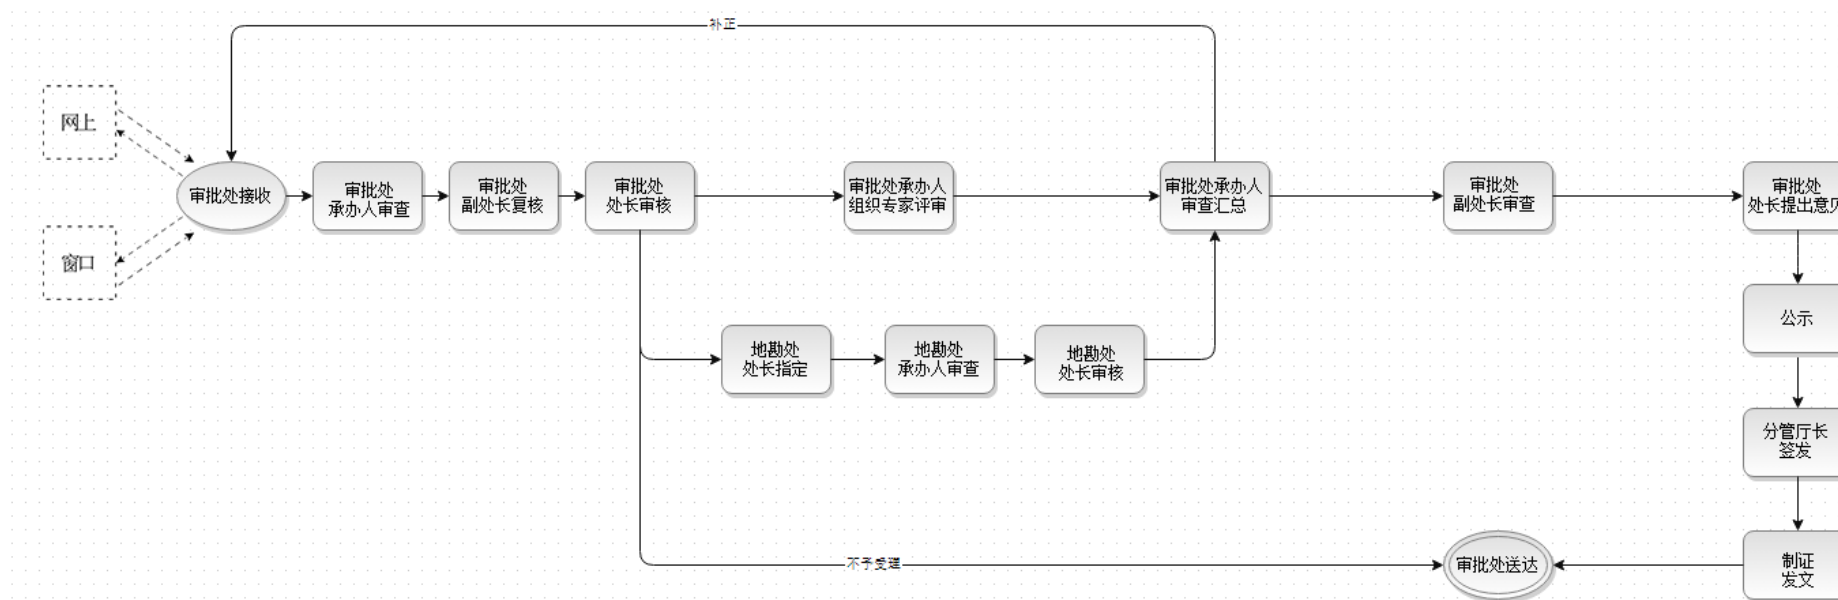 补正
网上
窗口
审批处接收
审批处
承办人审查
审批处
副处长复核
审批处
处长审核
审批处承办人
组织专家评审
审批处承办人
审查汇总
审批处
副处长审查
审批处
处长提出意见
地勘处
处长指定
地勘处
承办人审查
地勘处
处长审核
公示
分管厅长
签发
不予受理
审批处送达
制证
发文